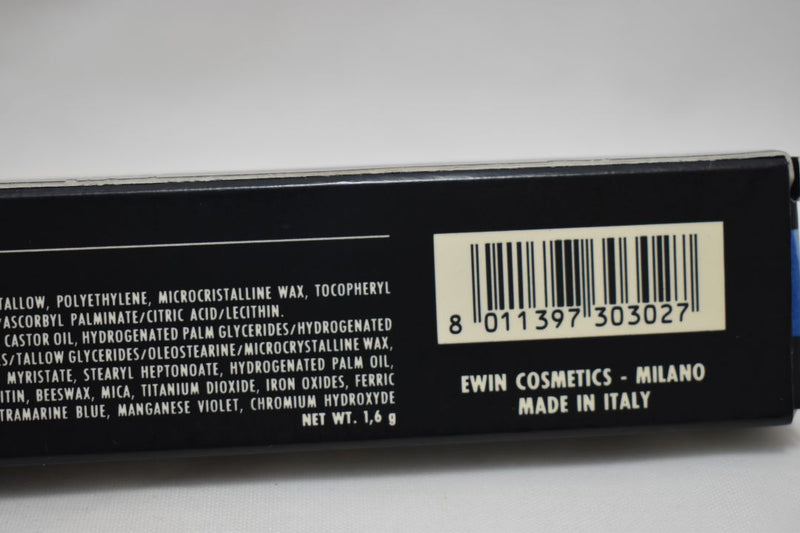 TALLOW, POLYETHYLENE, MICROCRISTALLINE WAX, TOCOPHERYL
/ASCORBYL PALMINATE/CITRIC ACID/LECITHIN.
CASTOR OIL, HYDROGENATED PALM GLYCERIDES/HYDROGENATED
S/TALLOW GLYCERIDES/OLEOSTEARINE/MICROCRYSTALLINE WAX,
MYRISTATE, STEARYL HEPTONOATE, HYDROGENATED PALM OIL,
ITIN, BEESWAX, MICA, TITANIUM DIOXIDE, IRON OXIDES, FERRIC
TRAMARINE BLUE, MANGANESE VIOLET, CHROMIUM HYDROXYDE
NET WT. 1,6 g
8 011397 303027
EWIN COSMETICS - MILANO
MADE IN ITALY